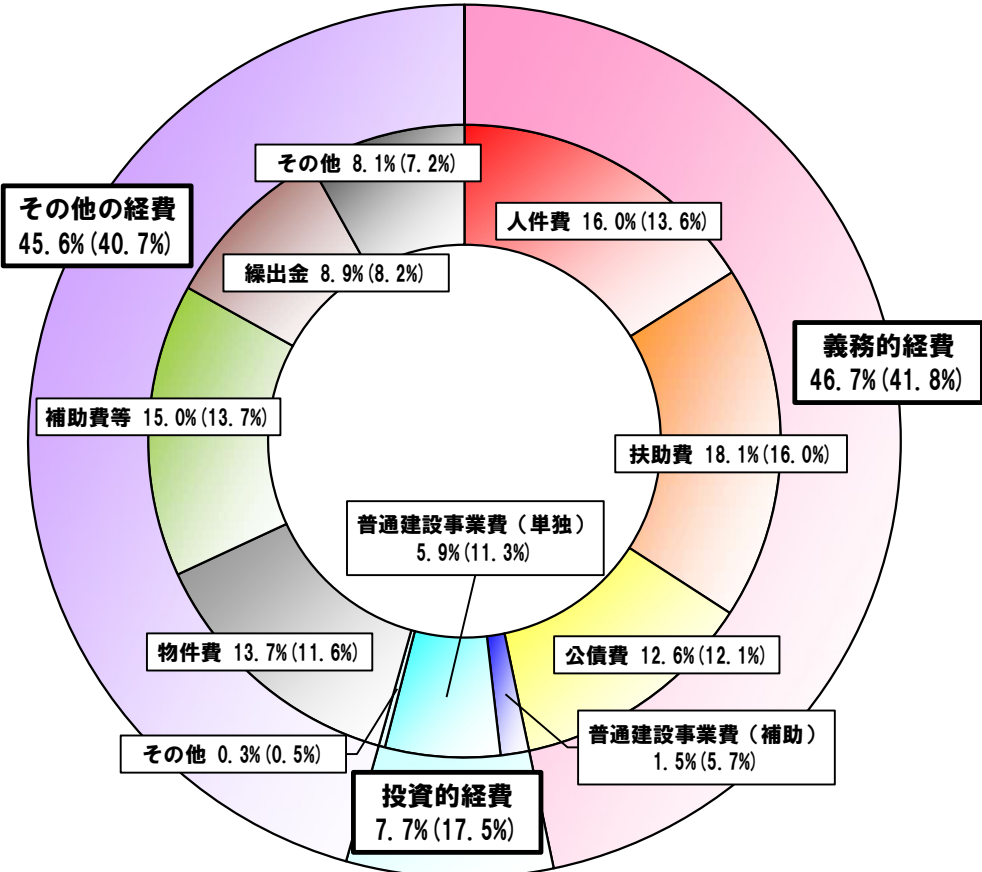 その他 8.1%(7.2%)
その他の経費
45.6%(40.7%)
人件費 16.0%(13.6%)
繰出金 8.9%(8.2%)
義務的経費
46.7%(41.8%)
補助費等 15.0%(13.7%)
扶助費 18.1%(16.0%)
普通建設事業費（単独）
5.9%(11.3%)
物件費 13.7%(11.6%)
公債費 12.6%(12.1%)
その他 0.3%(0.5%)
普通建設事業費（補助）
1.5%(5.7%)
投資的経費
7.7%(17.5%)